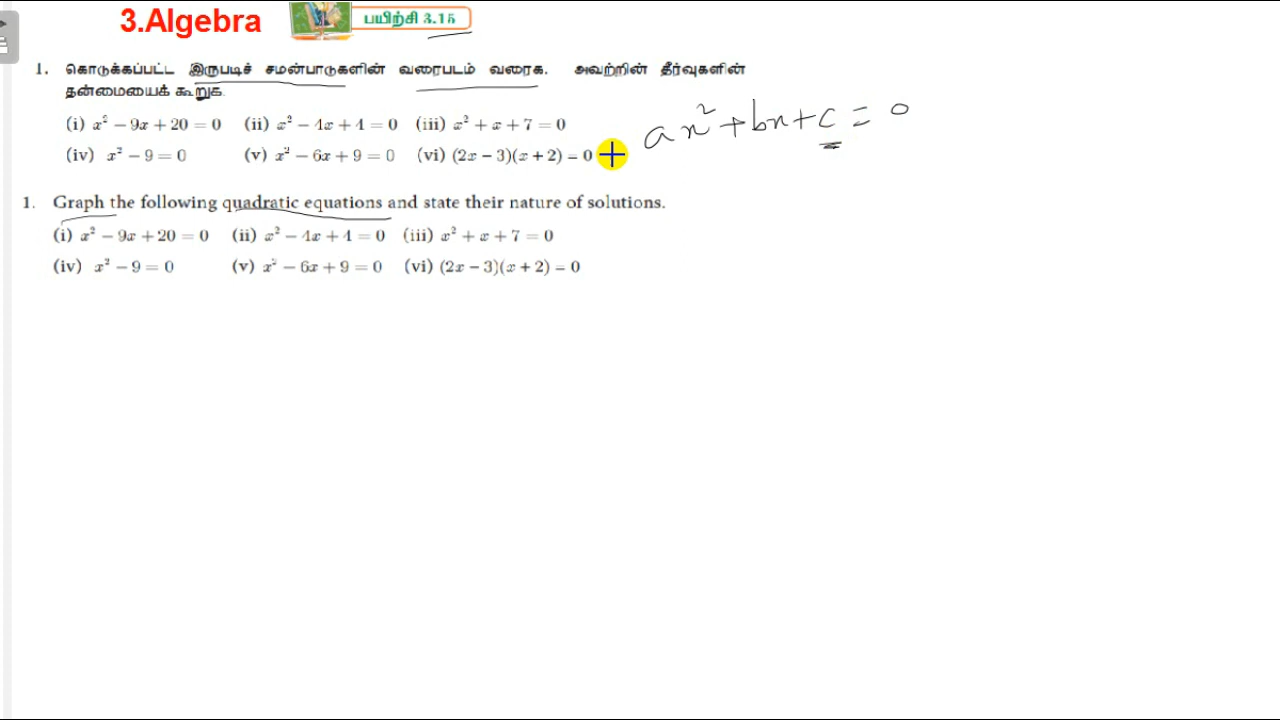 3.Algebra
பயிற்சி 3.15
1. கொடுக்கப்பட்ட இருபடிச் சமன்பாடுகளின் வரைபடம் வரைக. அவற்றின் தீர்வுகளின்
தன்மையைக் கூறுக.
(i) x² − 9x + 20 = 0 (ii) x² − 4x + 4 = 0 (iii) x² + x + 7 = 0
ax² + bx + c = 0
(iv) x² − 9 = 0 (v) x² − 6x + 9 = 0 (vi) (2x − 3)(x + 2) = 0
1. Graph the following quadratic equations and state their nature of solutions.
(i) x² − 9x + 20 = 0 (ii) x² − 4x + 4 = 0 (iii) x² + x + 7 = 0
(iv) x² − 9 = 0 (v) x² − 6x + 9 = 0 (vi) (2x − 3)(x + 2) = 0